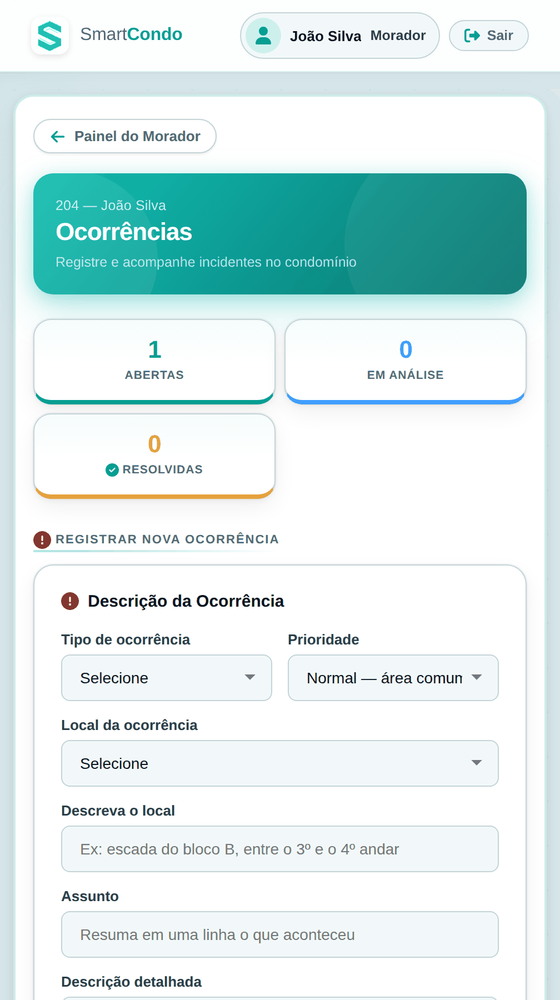 SmartCondo
João Silva Morador
Sair
Painel do Morador
204 — João Silva
Ocorrências
Registre e acompanhe incidentes no condomínio
1
ABERTAS
0
EM ANÁLISE
0
RESOLVIDAS
REGISTRAR NOVA OCORRÊNCIA
Descrição da Ocorrência
Tipo de ocorrência
Selecione
Prioridade
Normal — área comum
Local da ocorrência
Selecione
Descreva o local
Ex: escada do bloco B, entre o 3º e o 4º andar
Assunto
Resuma em uma linha o que aconteceu
Descrição detalhada